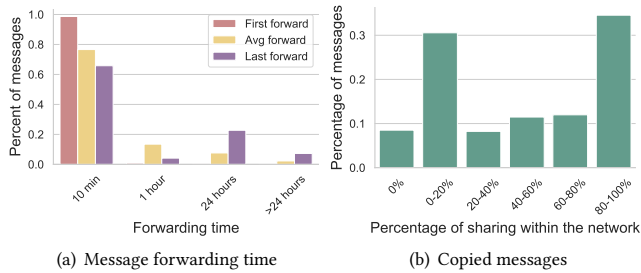 Percent of messages
1.0
0.8
0.6
0.4
0.2
0.0
First forward
Avg forward
Last forward
10 min
1 hour
24 hours
>24 hours
Forwarding time
(a) Message forwarding time
Percentage of messages
0.3
0.2
0.1
0.0
0%
0-20%
20-40%
40-60%
60-80%
80-100%
Percentage of sharing within the network
(b) Copied messages